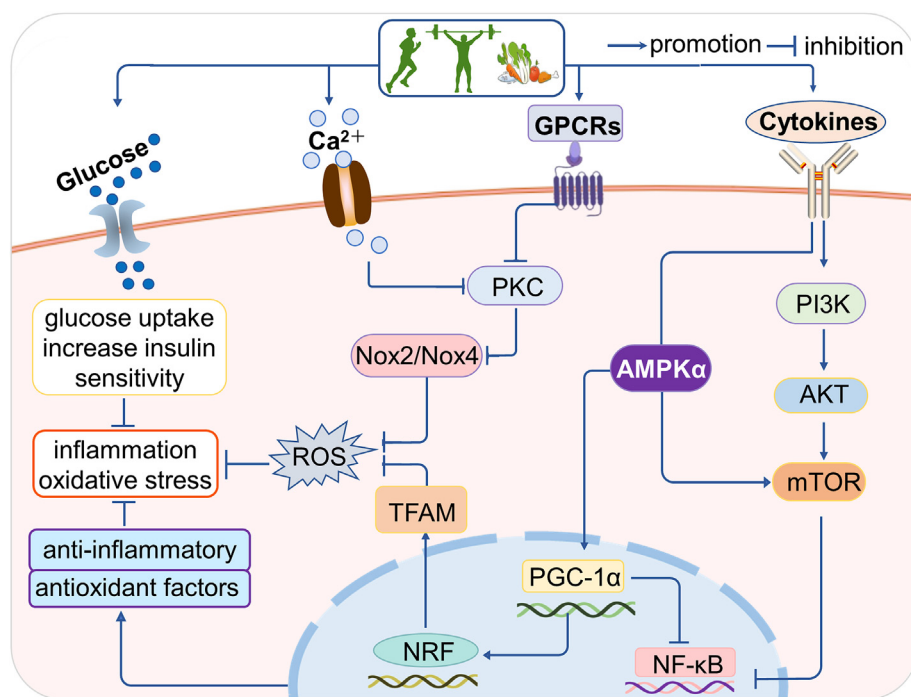 promotion
inhibition
Glucose
Ca²⁺
GPCRs
Cytokines
PKC
PI3K
glucose uptake
increase insulin
sensitivity
Nox2/Nox4
AMPKα
AKT
inflammation
oxidative stress
ROS
mTOR
TFAM
anti-inflammatory
antioxidant factors
PGC-1α
NRF
NF-κB